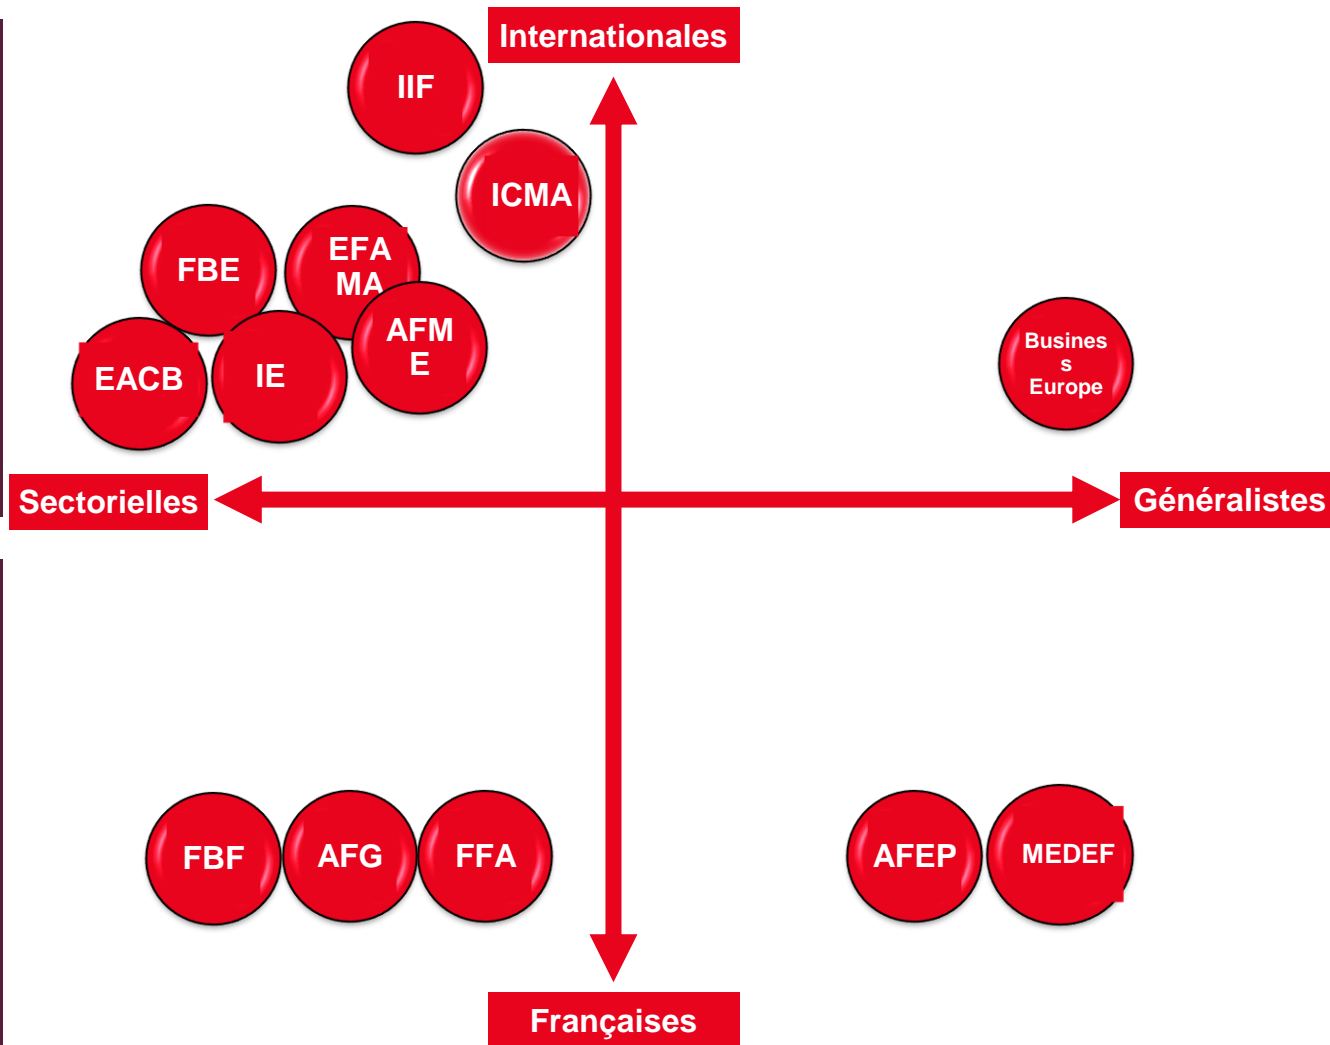 Internationales
IIF
ICMA
FBE
EFA
MA
AFM
E
EACB
IE
Busines
s
Europe
Sectorielles
Généralistes
FBF
AFG
FFA
AFEP
MEDEF
Françaises